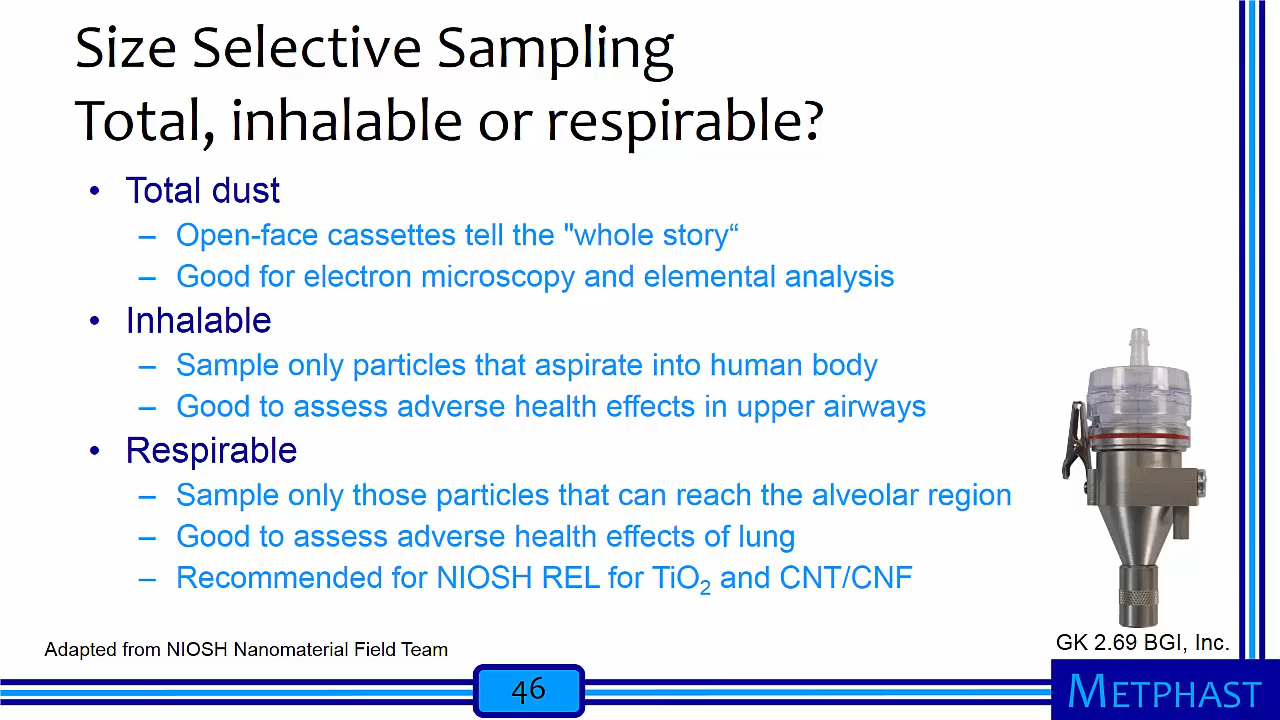 Size Selective Sampling
Total, inhalable or respirable?
• Total dust
– Open-face cassettes tell the "whole story“
– Good for electron microscopy and elemental analysis
• Inhalable
– Sample only particles that aspirate into human body
– Good to assess adverse health effects in upper airways
• Respirable
– Sample only those particles that can reach the alveolar region
– Good to assess adverse health effects of lung
– Recommended for NIOSH REL for TiO₂ and CNT/CNF
GK 2.69 BGI, Inc.
Adapted from NIOSH Nanomaterial Field Team
46
METPHAST